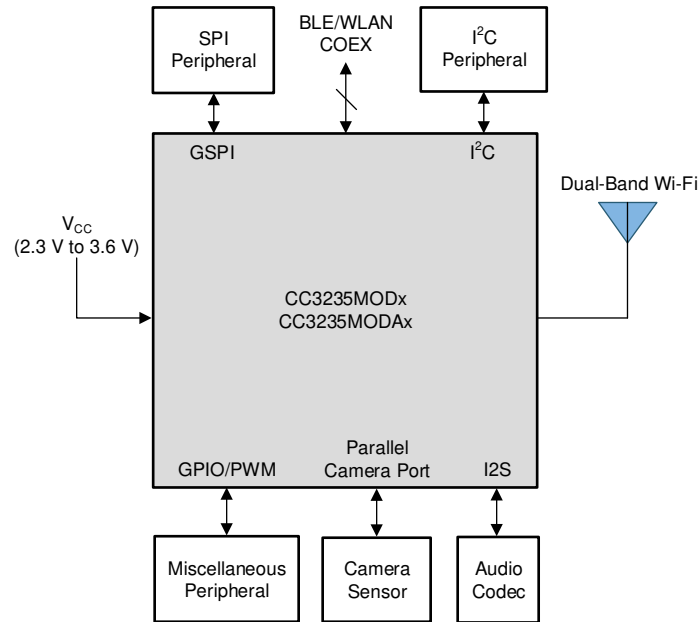 SPI
Peripheral
BLE/WLAN
COEX
I²C
Peripheral
GSPI
I²C
Dual-Band Wi-Fi
VCC
(2.3 V to 3.6 V)
CC3235MODx
CC3235MODAx
GPIO/PWM
Parallel
Camera Port
I2S
Miscellaneous
Peripheral
Camera
Sensor
Audio
Codec